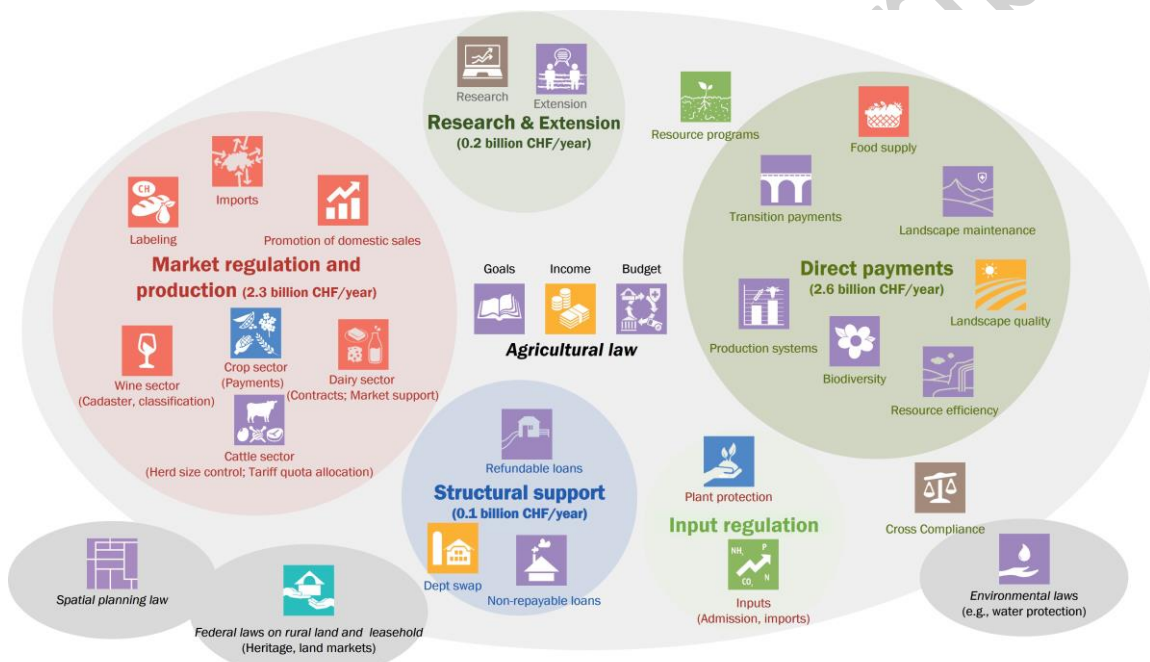 Research
Extension
Research & Extension
(0.2 billion CHF/year)
Resource programs
Food supply
Transition payments
Landscape maintenance
Direct payments
(2.6 billion CHF/year)
Landscape quality
Production systems
Biodiversity
Resource efficiency
Imports
CH
Labeling
Promotion of domestic sales
Market regulation and
production (2.3 billion CHF/year)
Wine sector
(Cadaster, classification)
Crop sector
(Payments)
Dairy sector
(Contracts; Market support)
Cattle sector
(Herd size control; Tariff quota allocation)
Goals
Income
Budget
Agricultural law
Refundable loans
Structural support
(0.1 billion CHF/year)
Dept swap
Non-repayable loans
Plant protection
Input regulation
NH₃ P
CO₂ N
Inputs
(Admission, imports)
Cross Compliance
Spatial planning law
Federal laws on rural land and leasehold
(Heritage, land markets)
Environmental laws
(e.g., water protection)